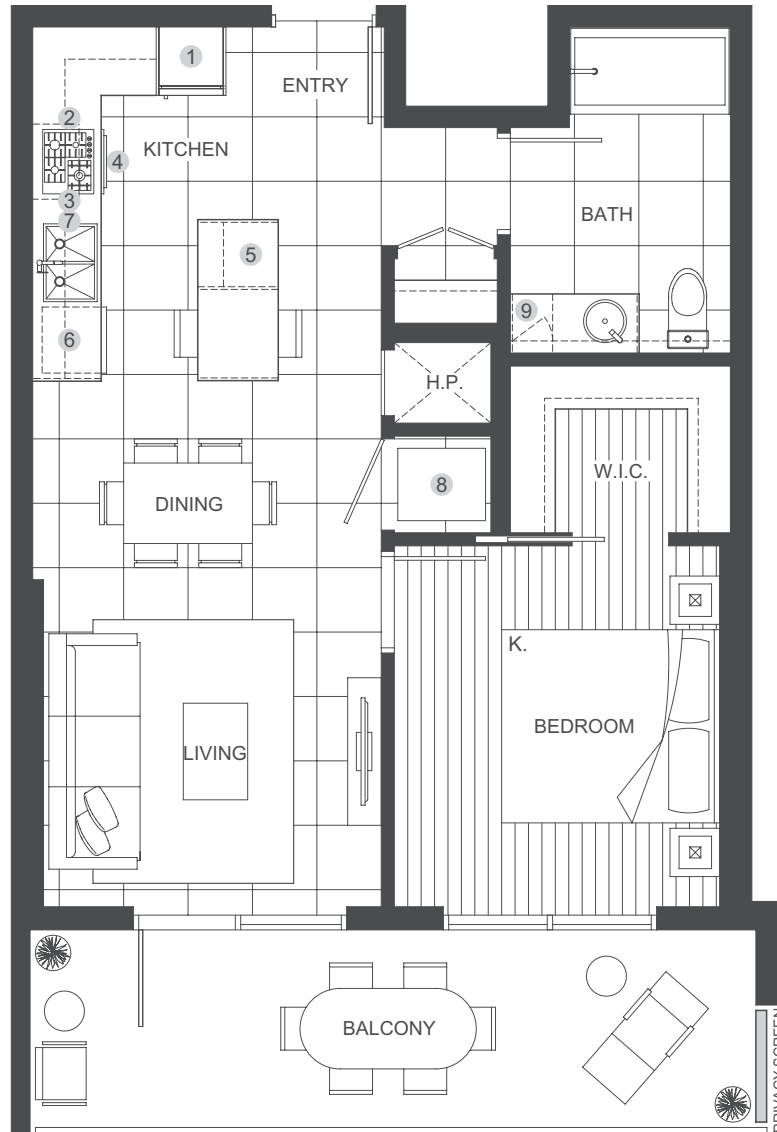 1
ENTRY
2
4
KITCHEN
3
7
BATH
5
9
6
H.P.
W.I.C.
8
DINING
K.
BEDROOM
LIVING
BALCONY
PRIVACY SCREEN